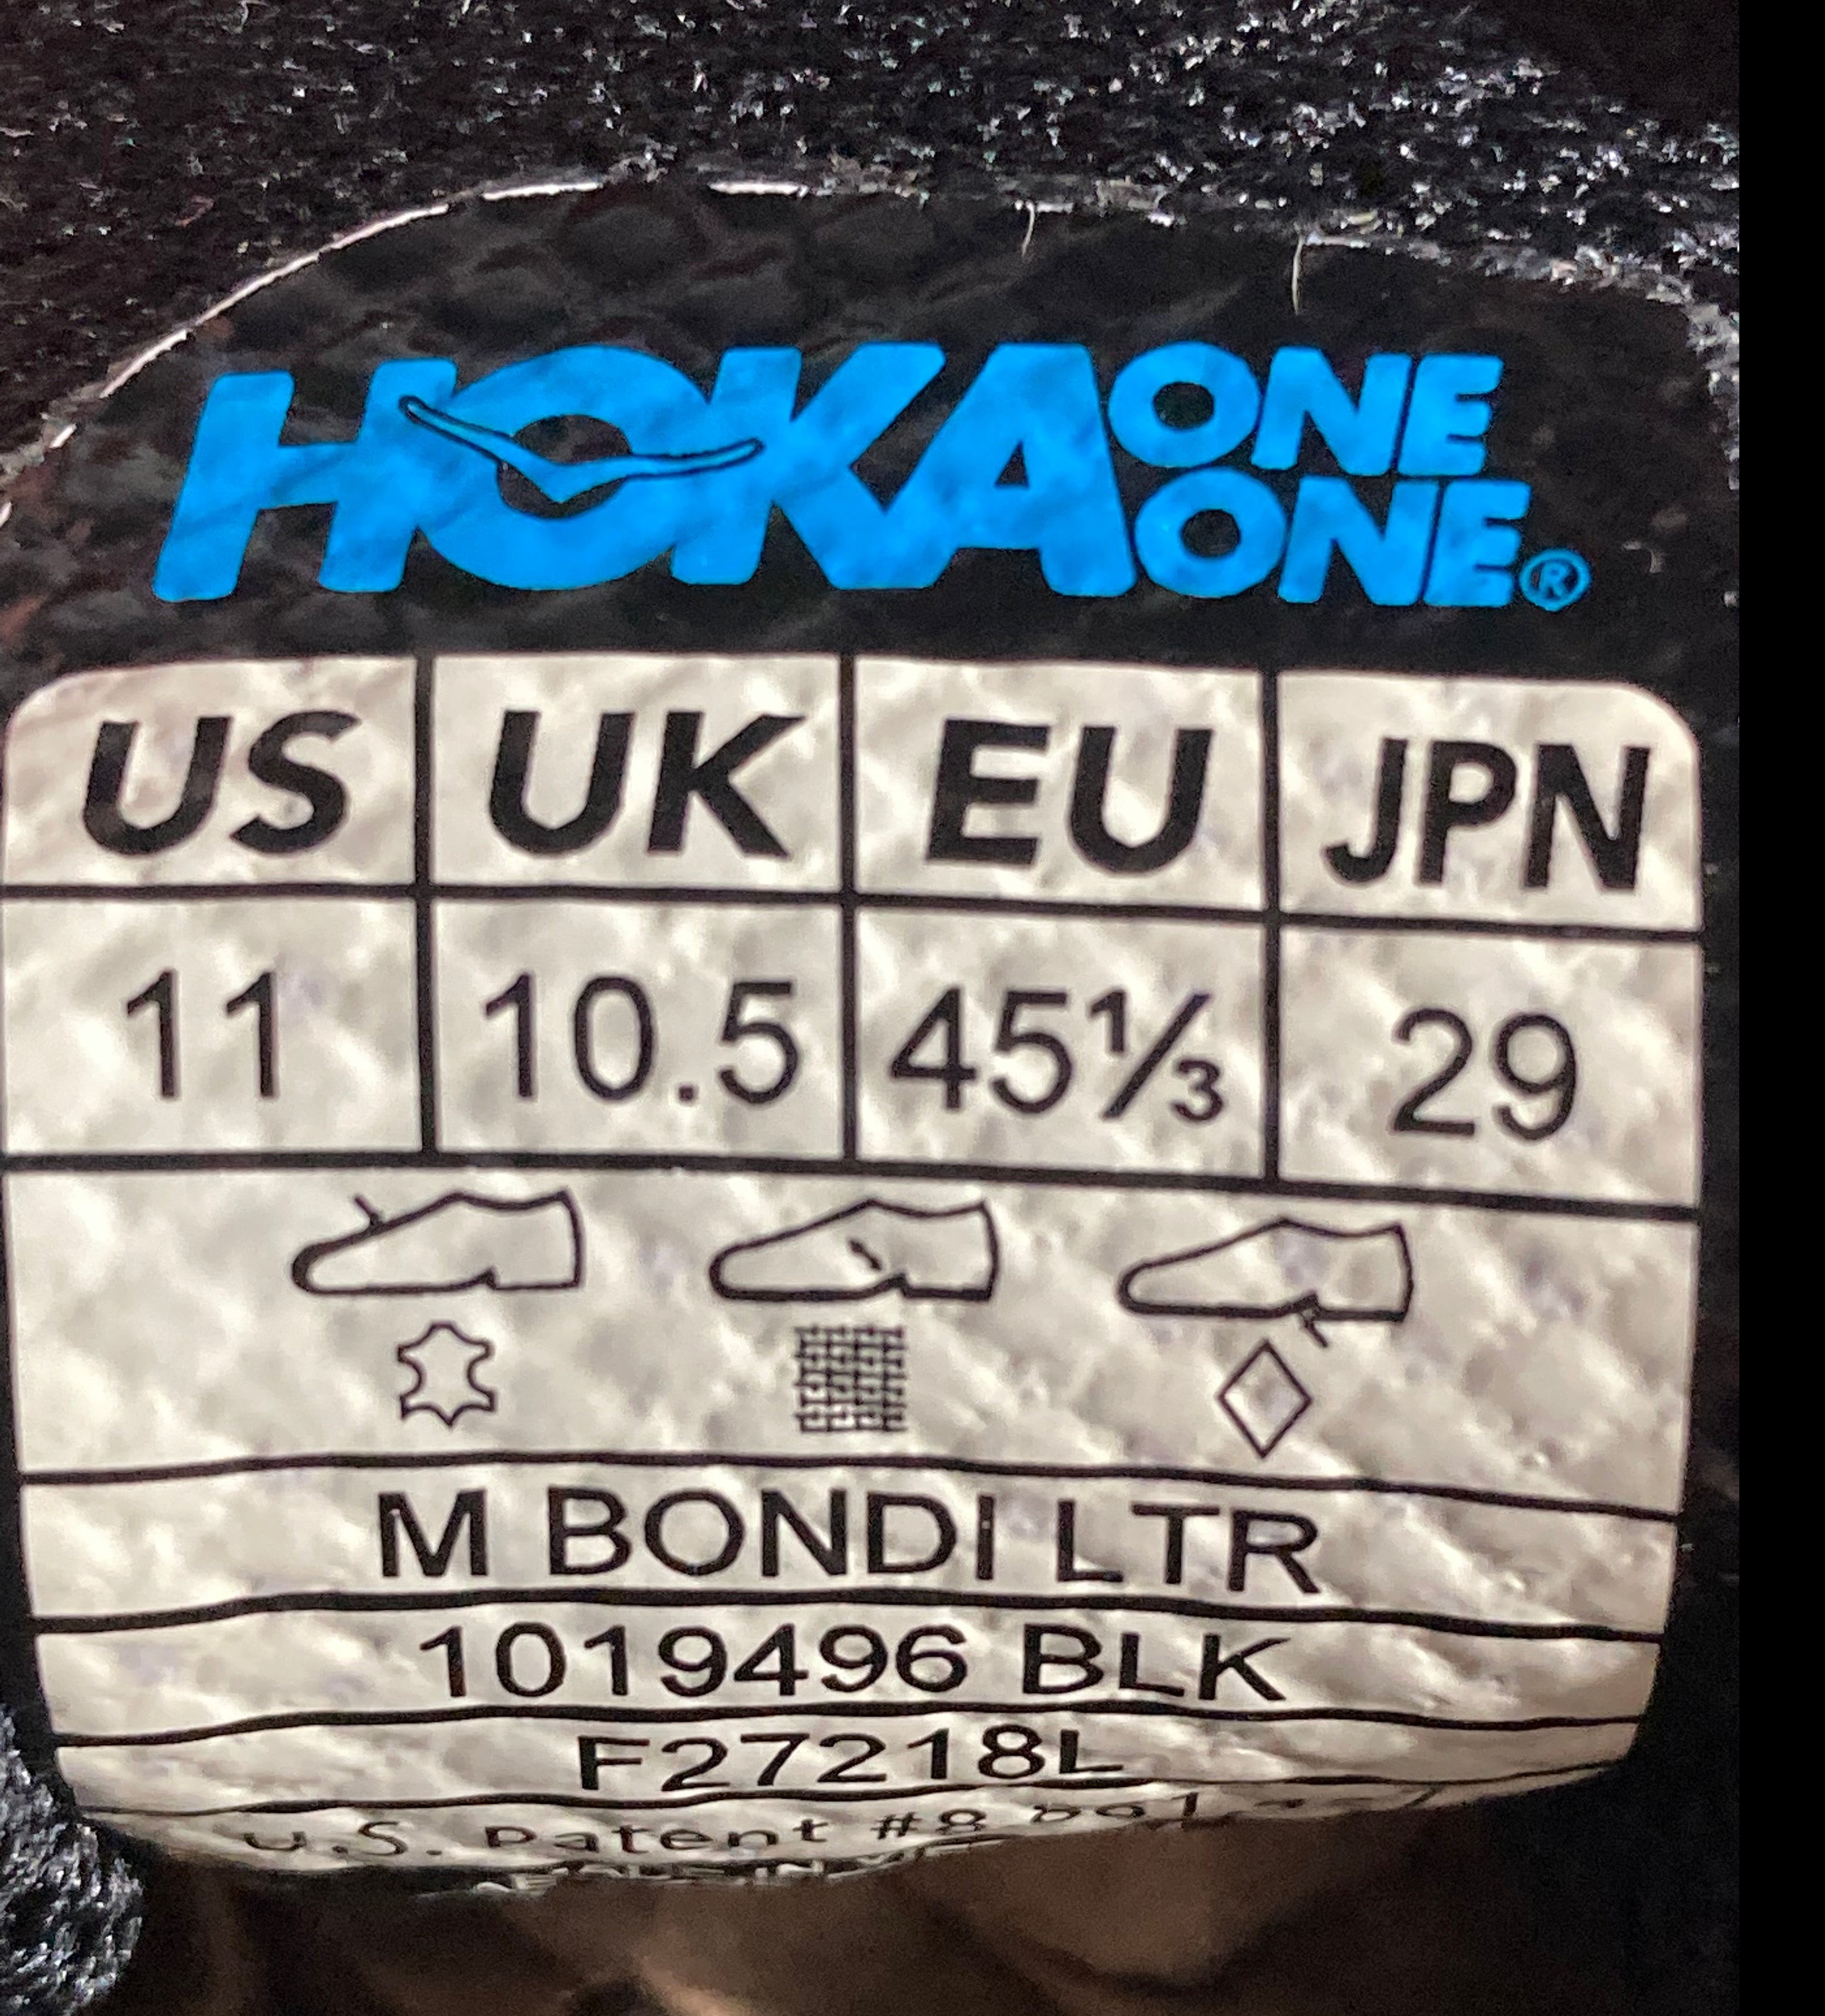 HOKA ONE ONE®
US UK EU JPN
11 10.5 45⅓ 29
M BONDI LTR
1019496 BLK
F27218L
U.S. Patent #8